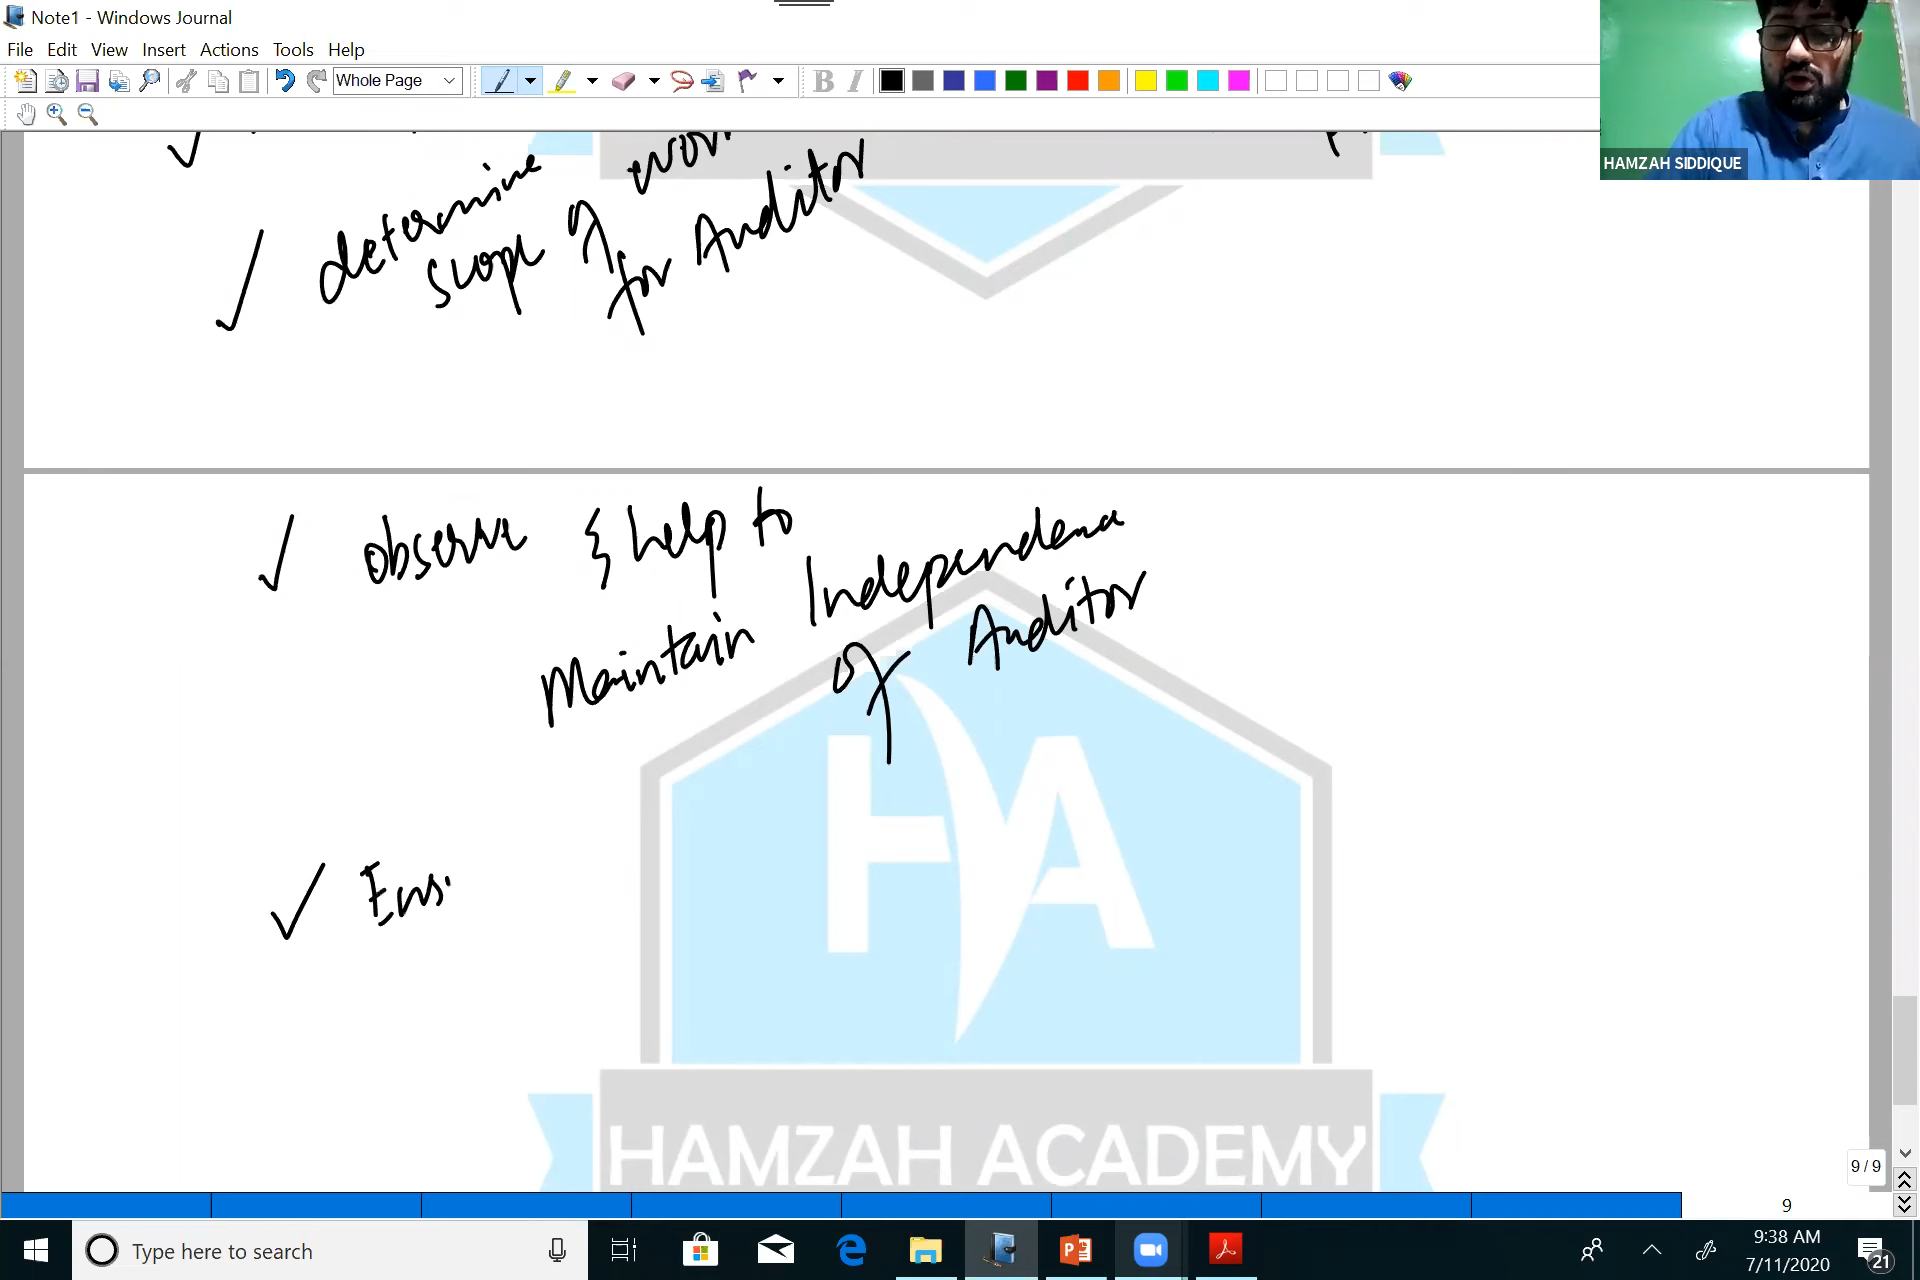 Note1 - Windows Journal
File Edit View Insert Actions Tools Help
Whole Page
B I
HAMZAH SIDDIQUE
determine
scope of work
for Auditor
observe & help to
Maintain Independence
of Auditor
Ens
HA
HAMZAH ACADEMY
9 / 9
9
Type here to search
9:38 AM
7/11/2020
21